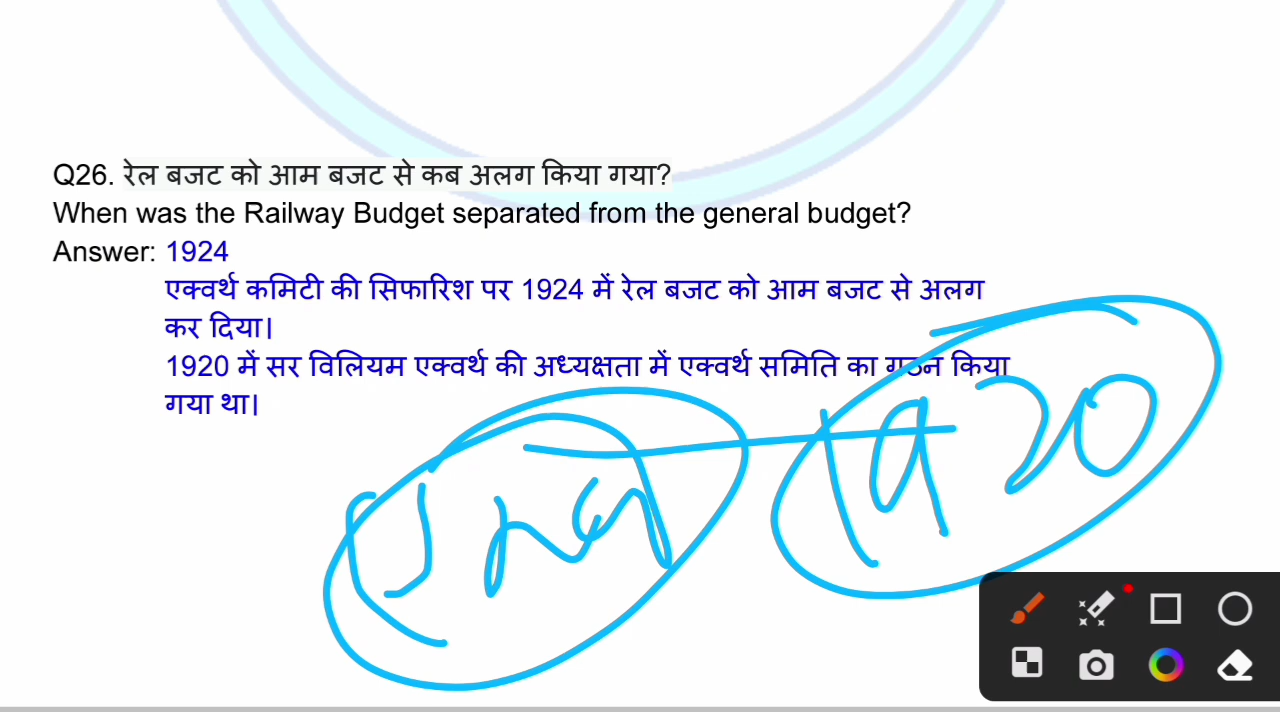 Q26. रेल बजट को आम बजट से कब अलग किया गया?
When was the Railway Budget separated from the general budget?
Answer: 1924
एक्वर्थ कमिटी की सिफारिश पर 1924 में रेल बजट को आम बजट से अलग
कर दिया।
1920 में सर विलियम एक्वर्थ की अध्यक्षता में एक्वर्थ समिति का गठन किया
गया था।
1920